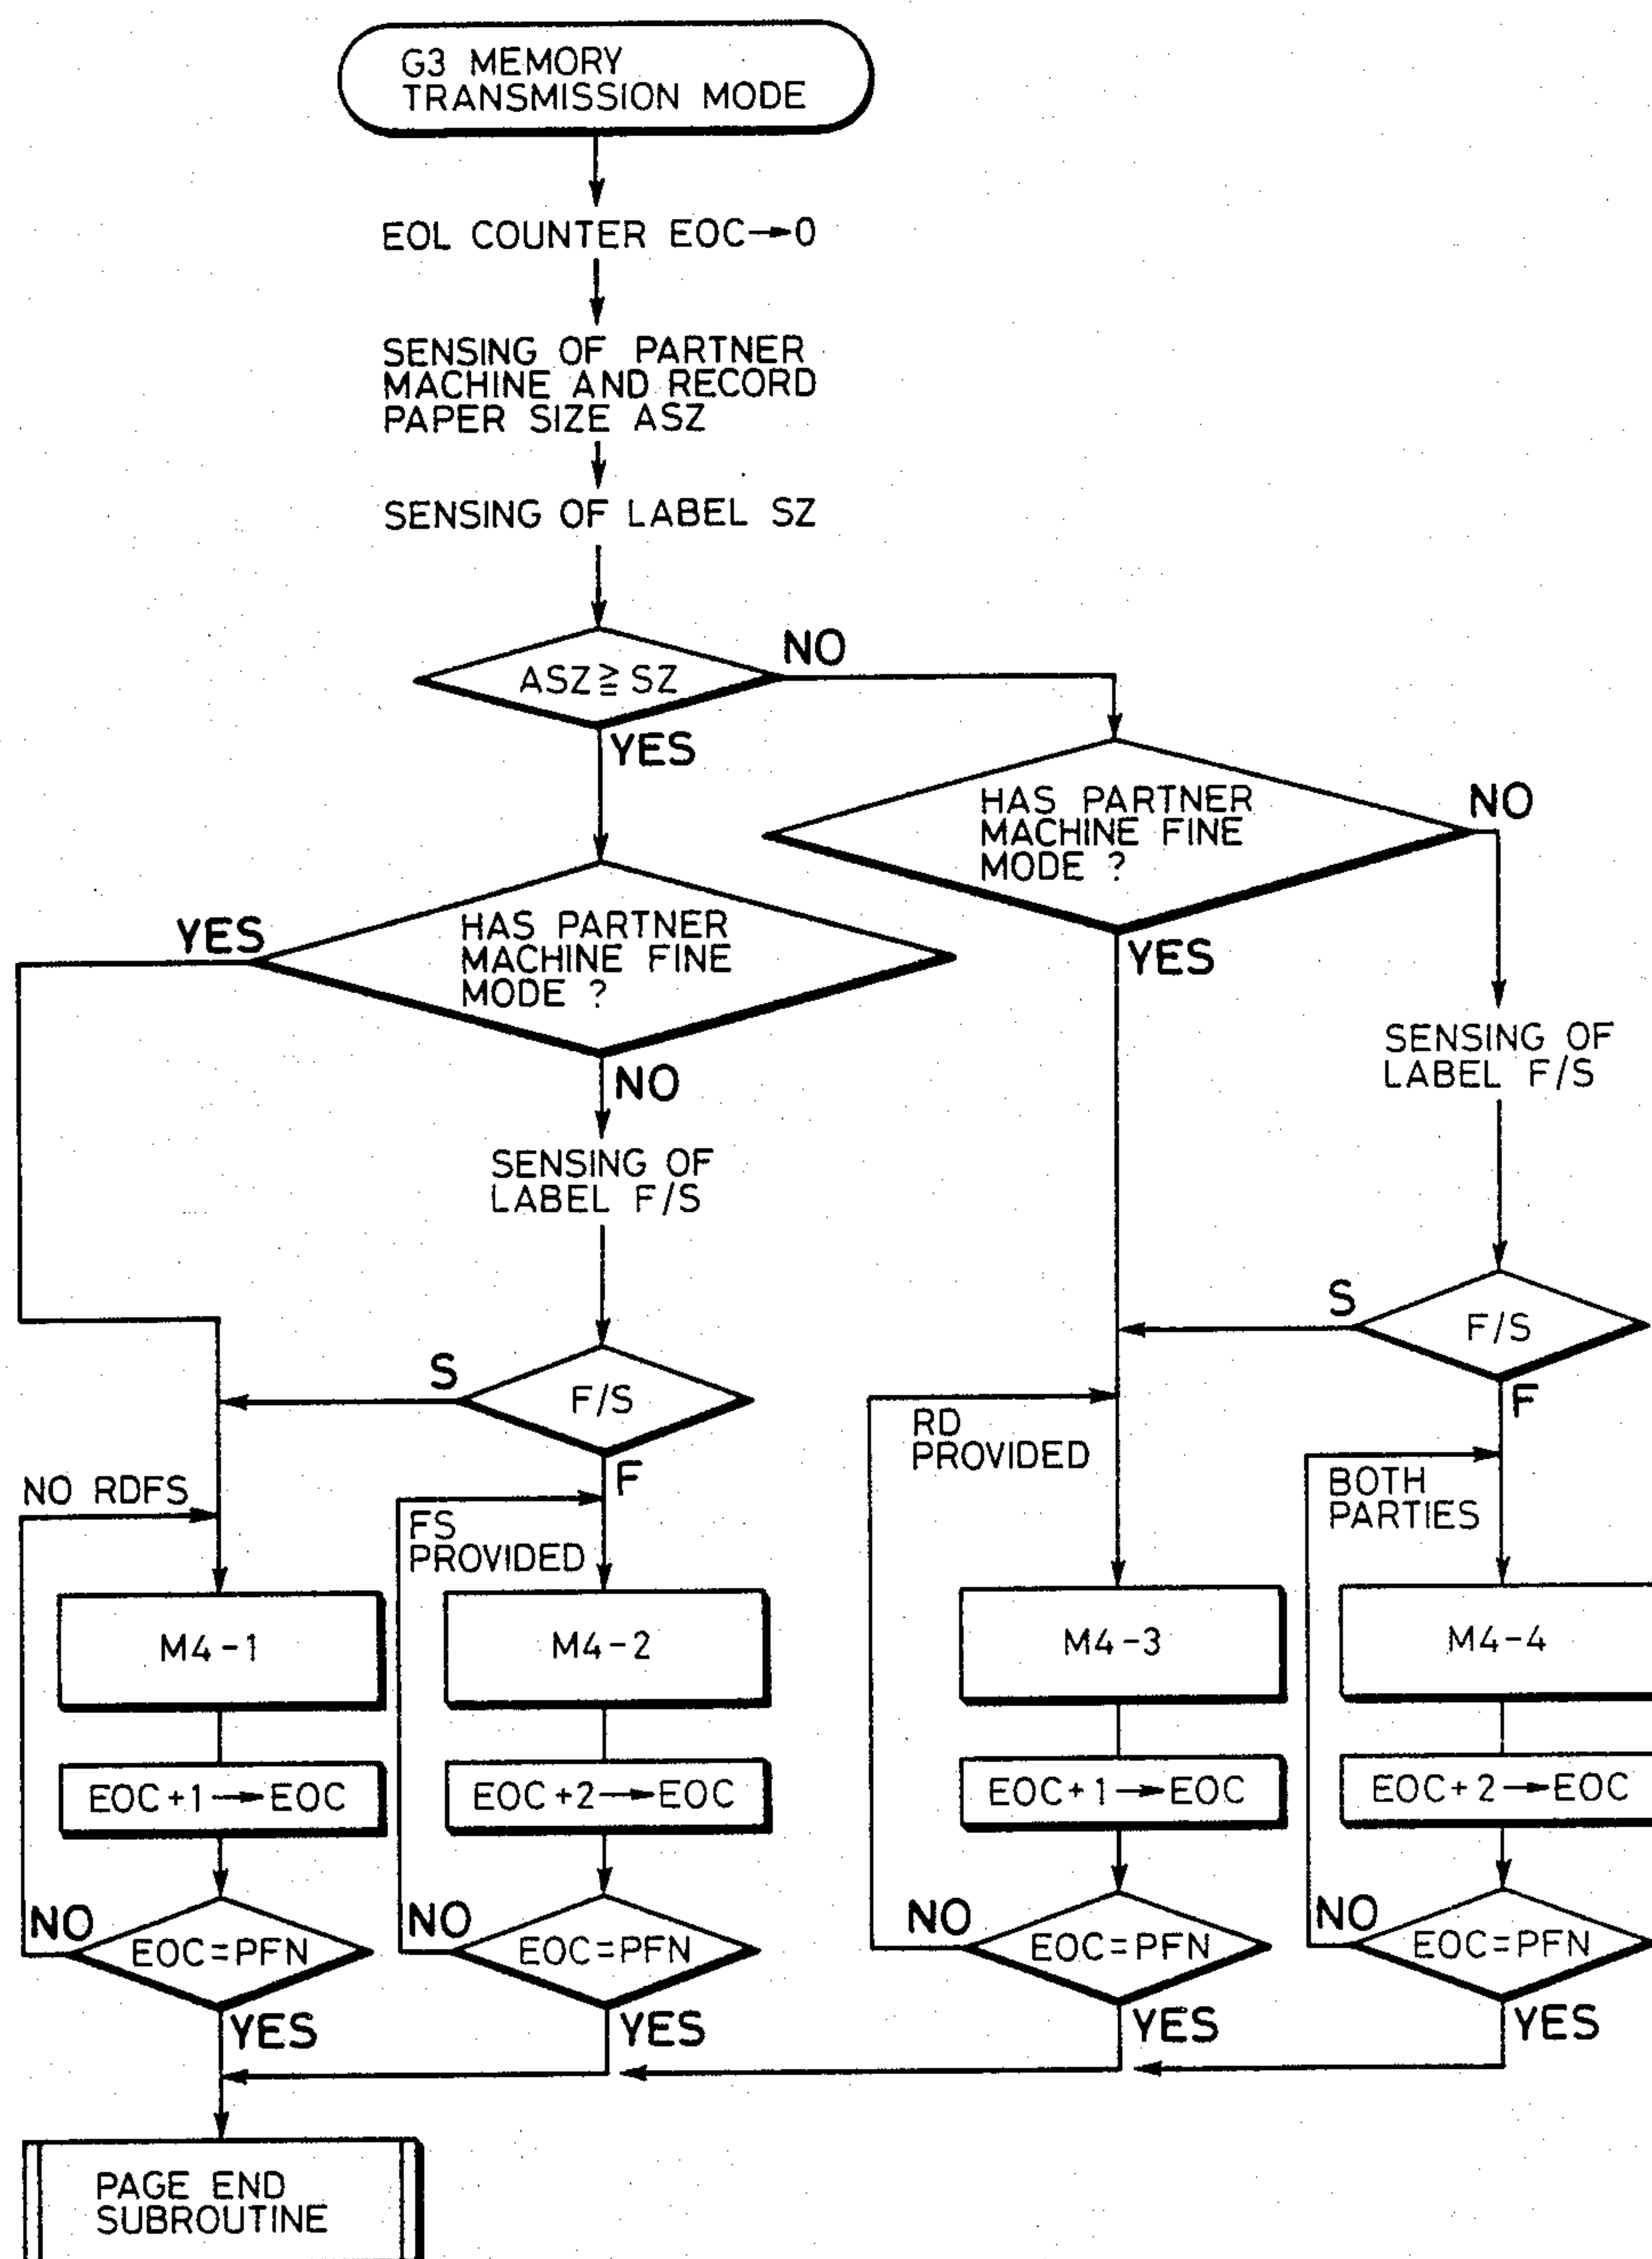 G3 MEMORY
TRANSMISSION MODE
EOL COUNTER EOC→0
SENSING OF PARTNER
MACHINE AND RECORD
PAPER SIZE ASZ
SENSING OF LABEL SZ
ASZ≧SZ
NO
YES
HAS PARTNER
MACHINE FINE
MODE ?
NO
YES
HAS PARTNER
MACHINE FINE
MODE ?
YES
NO
SENSING OF
LABEL F/S
SENSING OF
LABEL F/S
S
F/S
F
S
F/S
F
NO RDFS
FS
PROVIDED
RD
PROVIDED
BOTH
PARTIES
M4-1
M4-2
M4-3
M4-4
EOC+1→EOC
EOC+2→EOC
EOC+1→EOC
EOC+2→EOC
NO
EOC=PFN
NO
EOC=PFN
NO
EOC=PFN
NO
EOC=PFN
YES
YES
YES
YES
PAGE END
SUBROUTINE